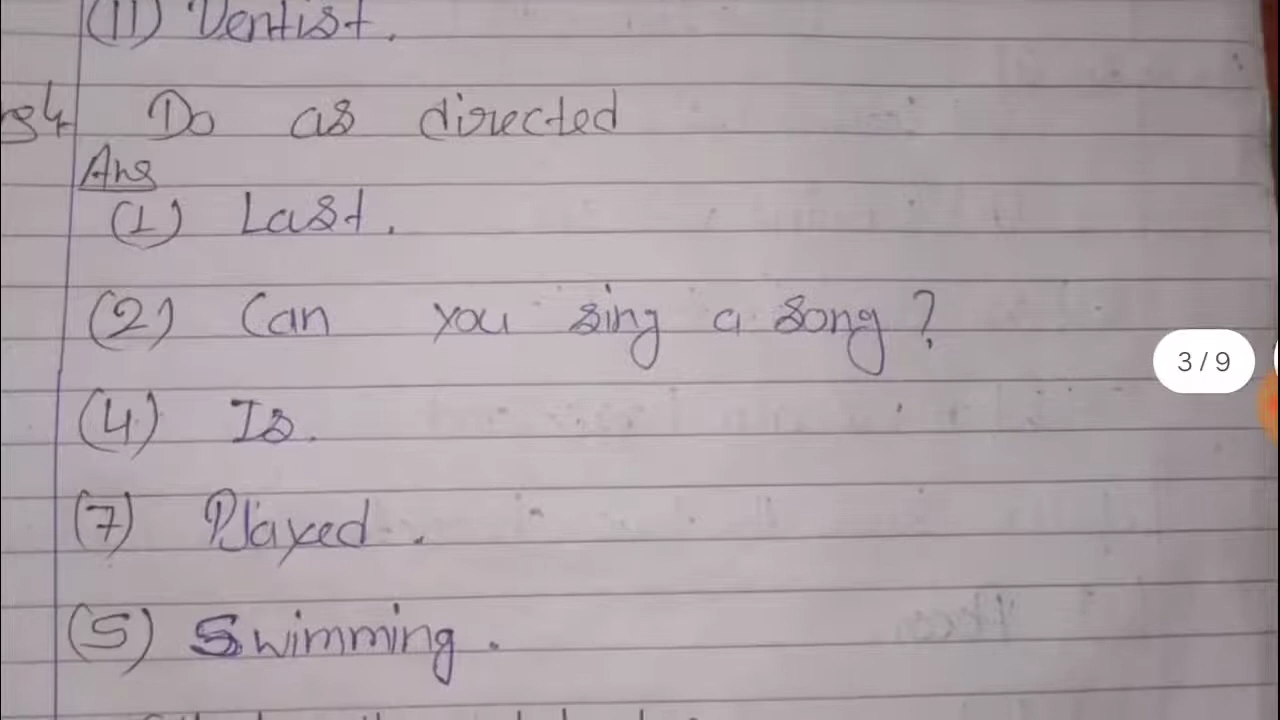 (11) Dentist.
Do as directed
Ans
(1) Last.
(2) Can you sing a song ?
3 / 9
(4) Is.
(7) Played.
(5) Swimming.